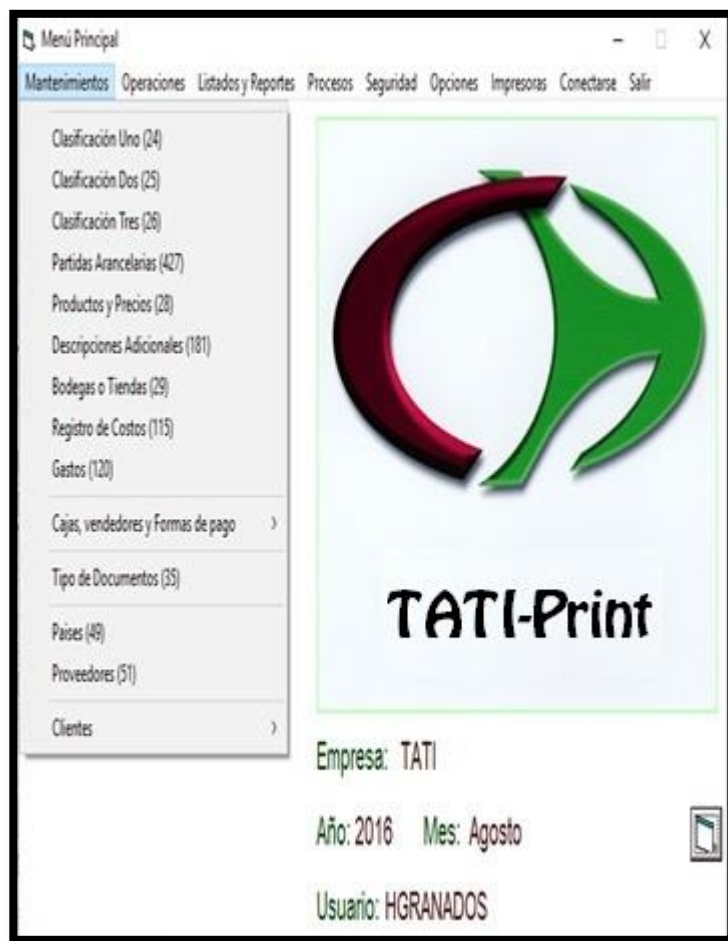 Menú Principal
Mantenimientos Operaciones Listados y Reportes Procesos Seguridad Opciones Impresoras Conectarse Salir
Clasificación Uno (24)
Clasificación Dos (25)
Clasificación Tres (26)
Partidas Arancelarias (427)
Productos y Precios (28)
Descripciones Adicionales (181)
Bodegas o Tiendas (29)
Registro de Costos (115)
Gastos (120)
Cajas, vendedores y Formas de pago
Tipo de Documentos (35)
Paises (49)
Proveedores (51)
Clientes
TATI-Print
Empresa: TATI
Año: 2016 Mes: Agosto
Usuario: HGRANADOS